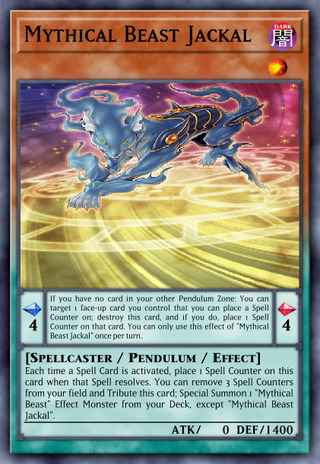 Mythical Beast Jackal
DARK
闇
If you have no card in your other Pendulum Zone: You can
target 1 face-up card you control that you can place a Spell
Counter on; destroy this card, and if you do, place 1 Spell
Counter on that card. You can only use this effect of "Mythical
Beast Jackal" once per turn.
4
4
[Spellcaster / Pendulum / Effect]
Each time a Spell Card is activated, place 1 Spell Counter on this
card when that Spell resolves. You can remove 3 Spell Counters
from your field and Tribute this card; Special Summon 1 "Mythical
Beast" Effect Monster from your Deck, except "Mythical Beast
Jackal".
ATK/ 0 DEF/1400